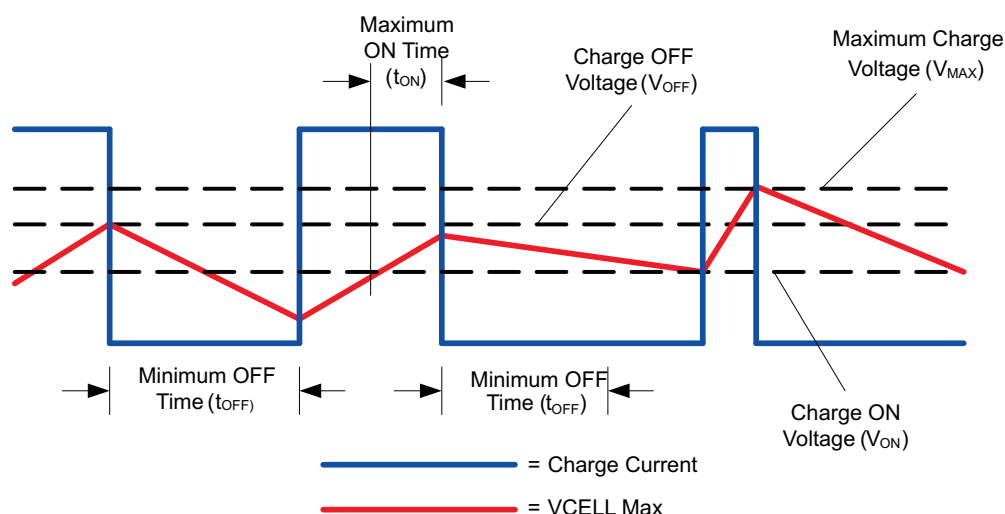 Maximum
ON Time
(tON)
Charge OFF
Voltage (VOFF)
Maximum Charge
Voltage (VMAX)
Minimum OFF
Time (tOFF)
Minimum OFF
Time (tOFF)
Charge ON
Voltage (VON)
= Charge Current
= VCELL Max